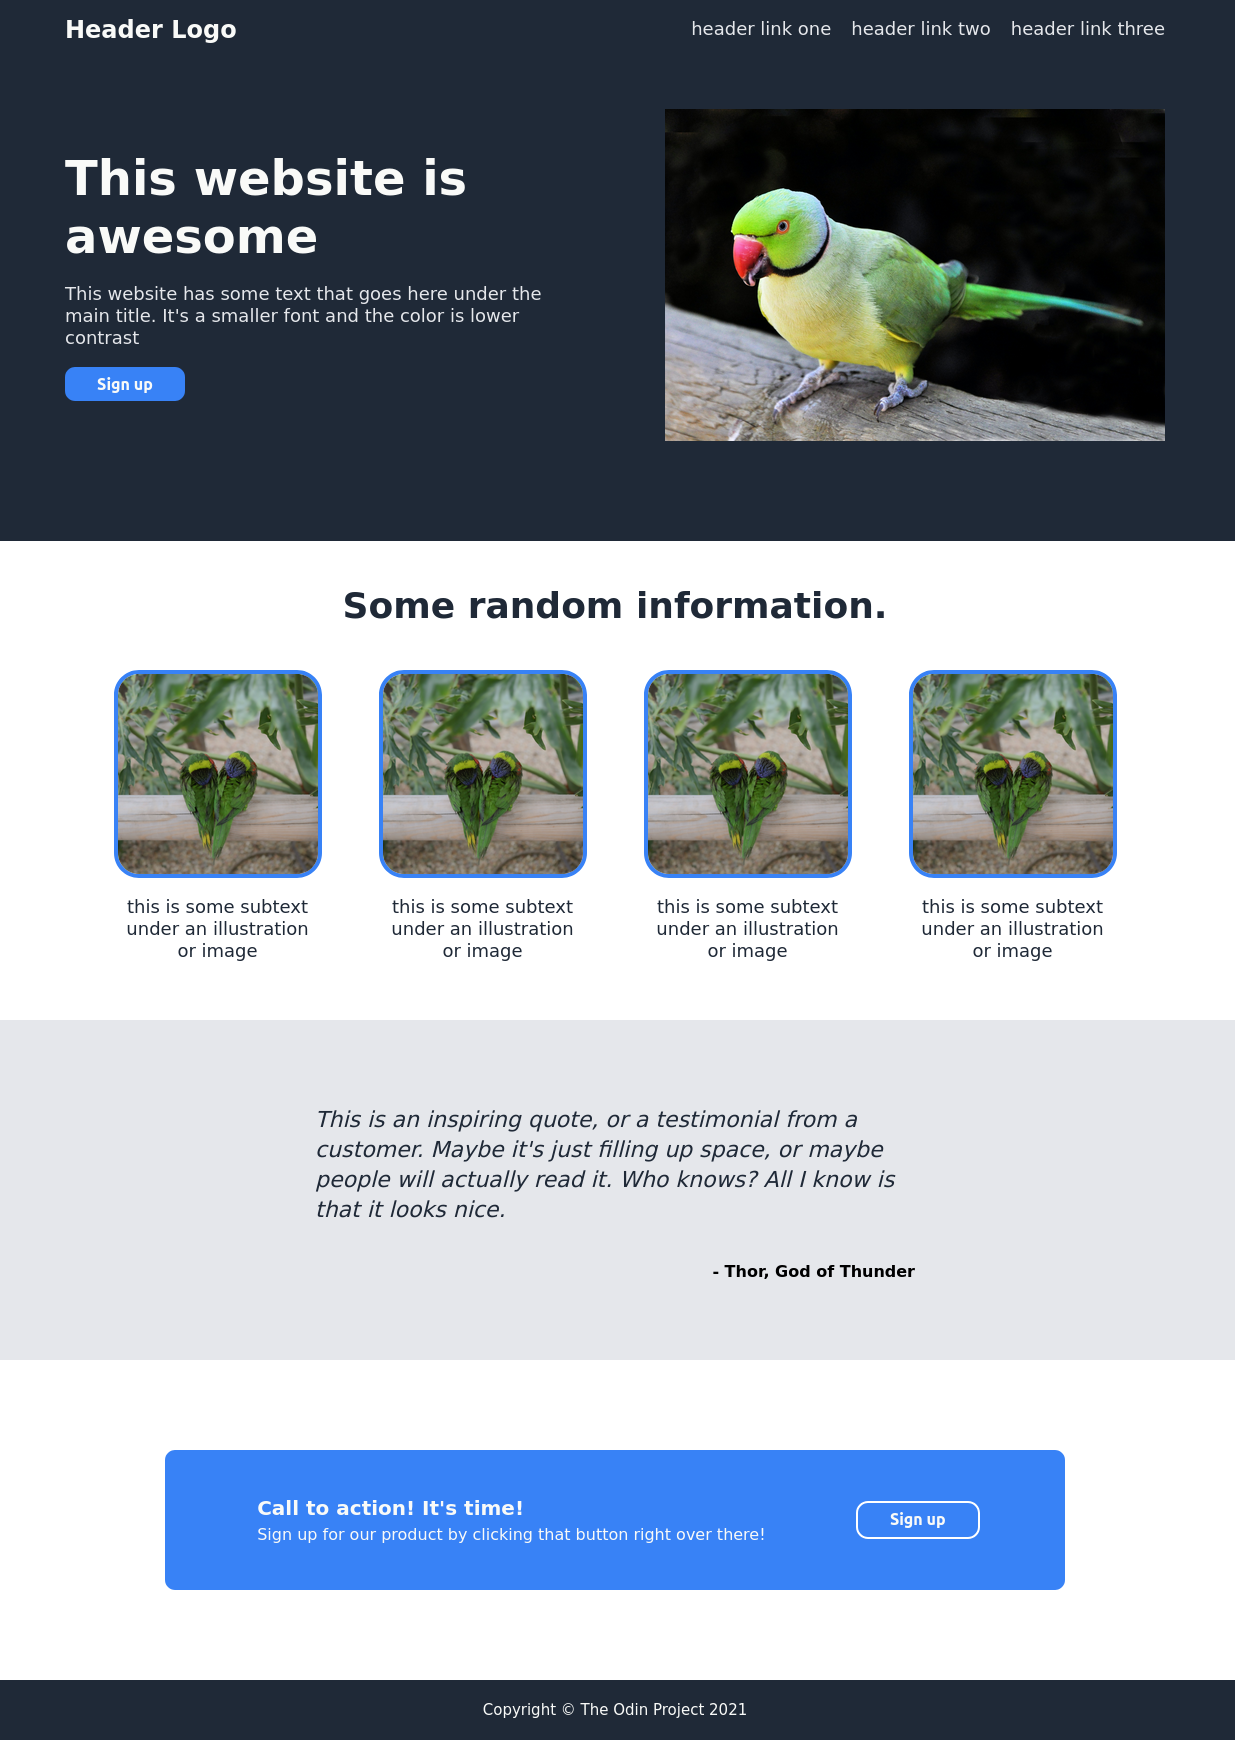 Header Logo
header link one header link two header link three
This website is
awesome
This website has some text that goes here under the
main title. It's a smaller font and the color is lower
contrast
Sign up
Some random information.
this is some subtext
under an illustration
or image
this is some subtext
under an illustration
or image
this is some subtext
under an illustration
or image
this is some subtext
under an illustration
or image
This is an inspiring quote, or a testimonial from a
customer. Maybe it's just filling up space, or maybe
people will actually read it. Who knows? All I know is
that it looks nice.
- Thor, God of Thunder
Call to action! It's time!
Sign up for our product by clicking that button right over there!
Sign up
Copyright © The Odin Project 2021